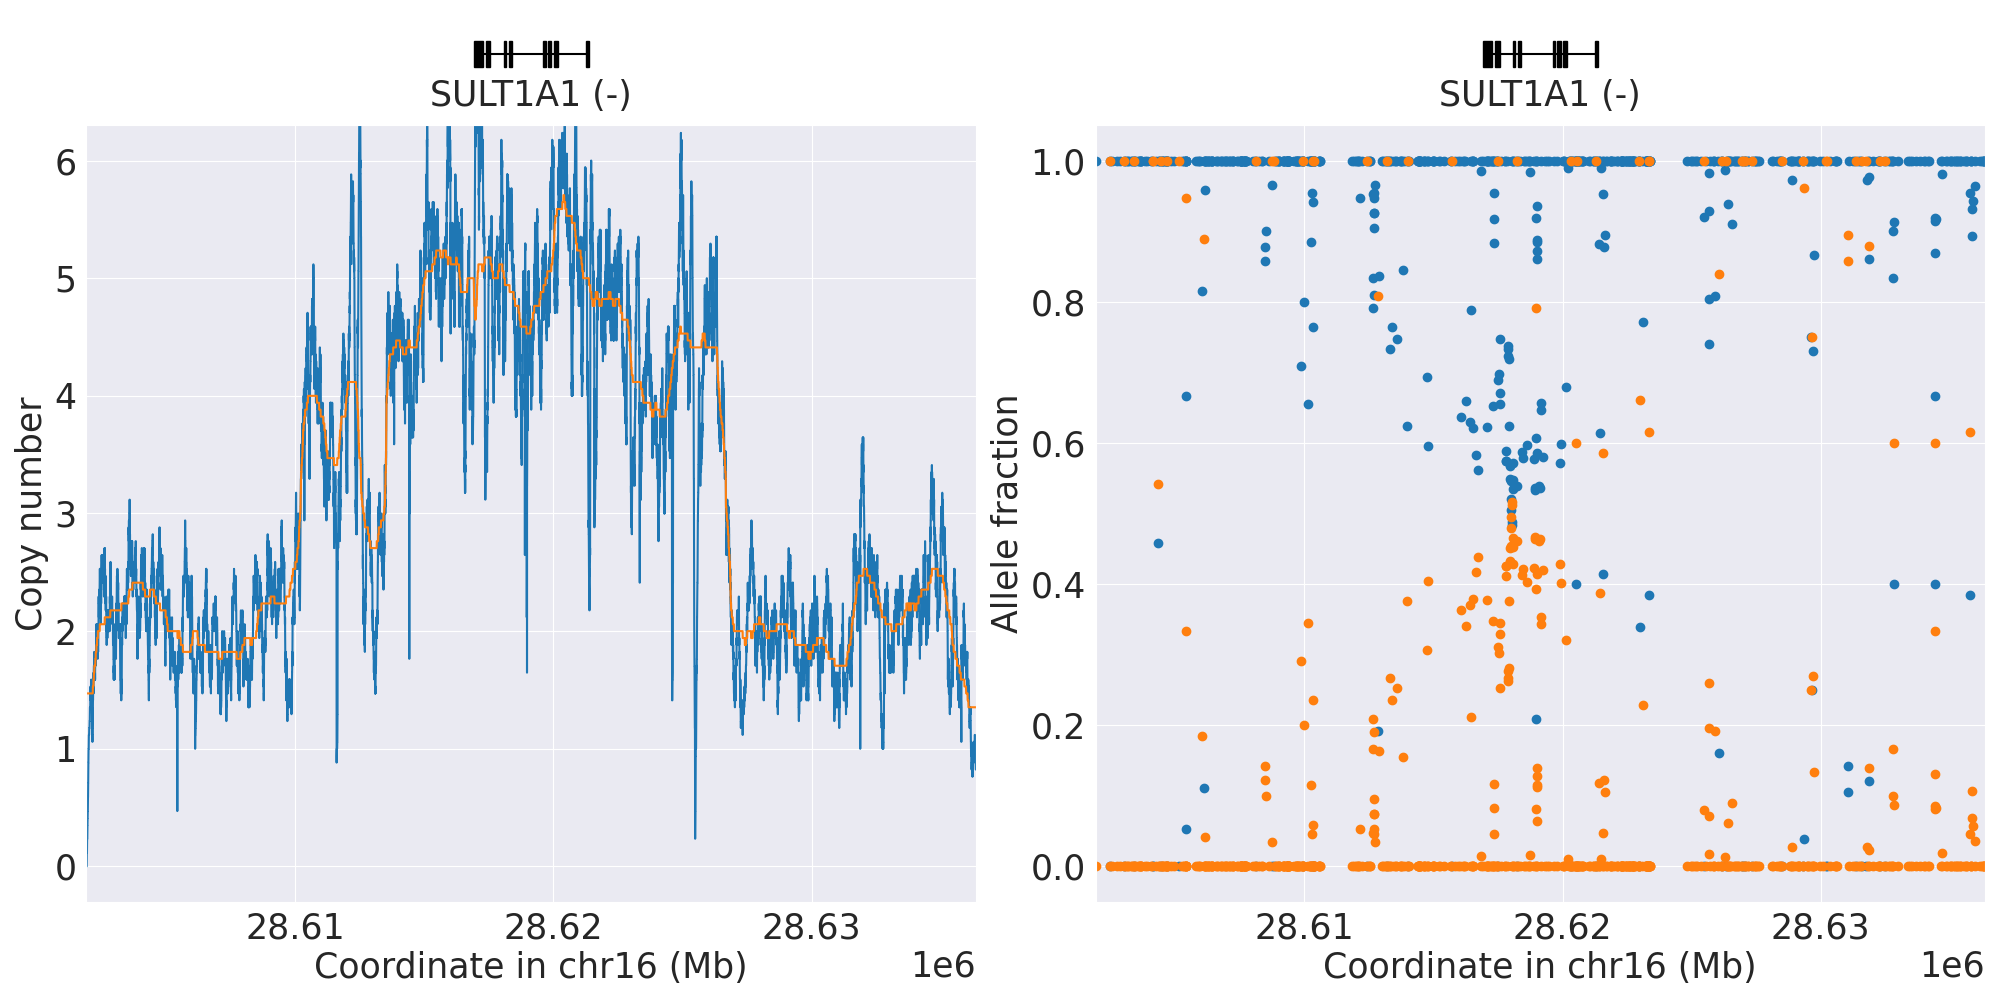 SULT1A1 (-)
Copy number
6
5
4
3
2
1
0
28.61
28.62
28.63
Coordinate in chr16 (Mb)
1e6
SULT1A1 (-)
Allele fraction
1.0
0.8
0.6
0.4
0.2
0.0
28.61
28.62
28.63
Coordinate in chr16 (Mb)
1e6